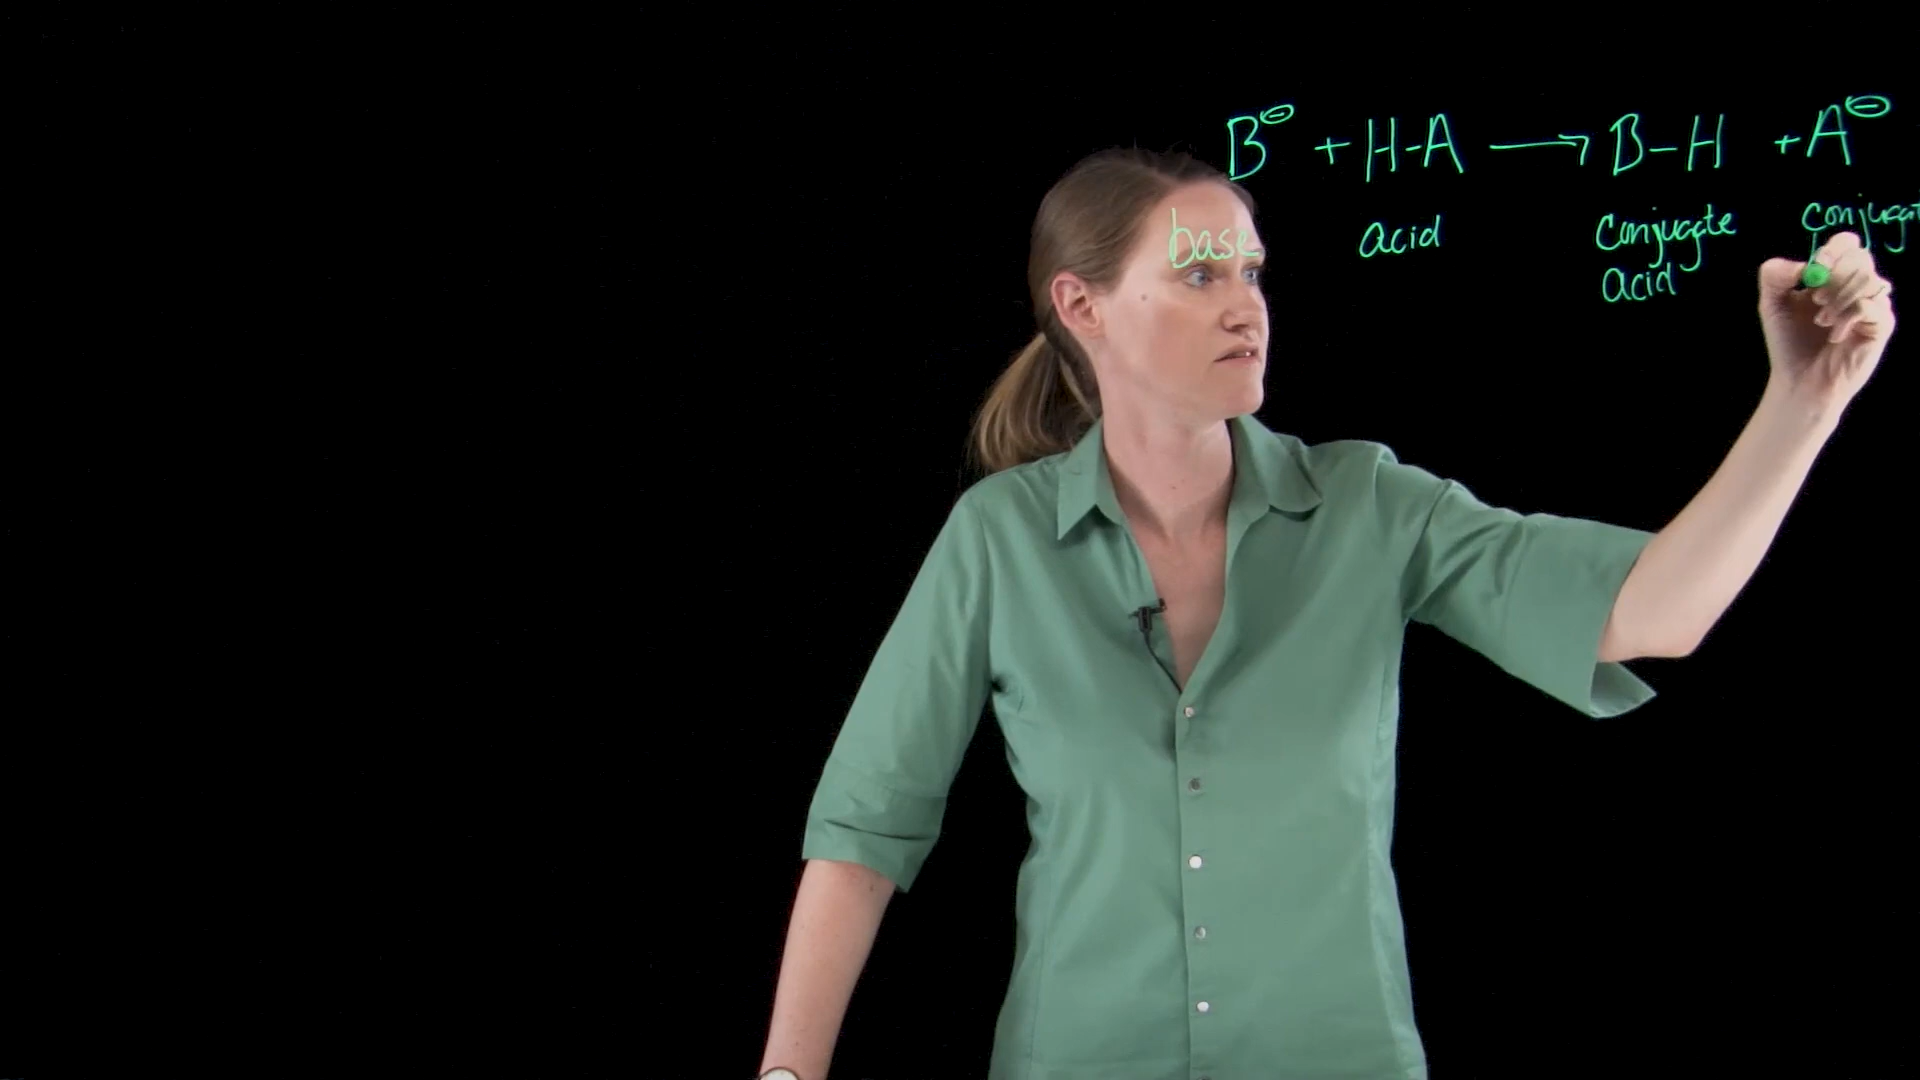 B⊖ + H-A ⟶ B-H + A⊖
base acid Conjugate conjugat
acid